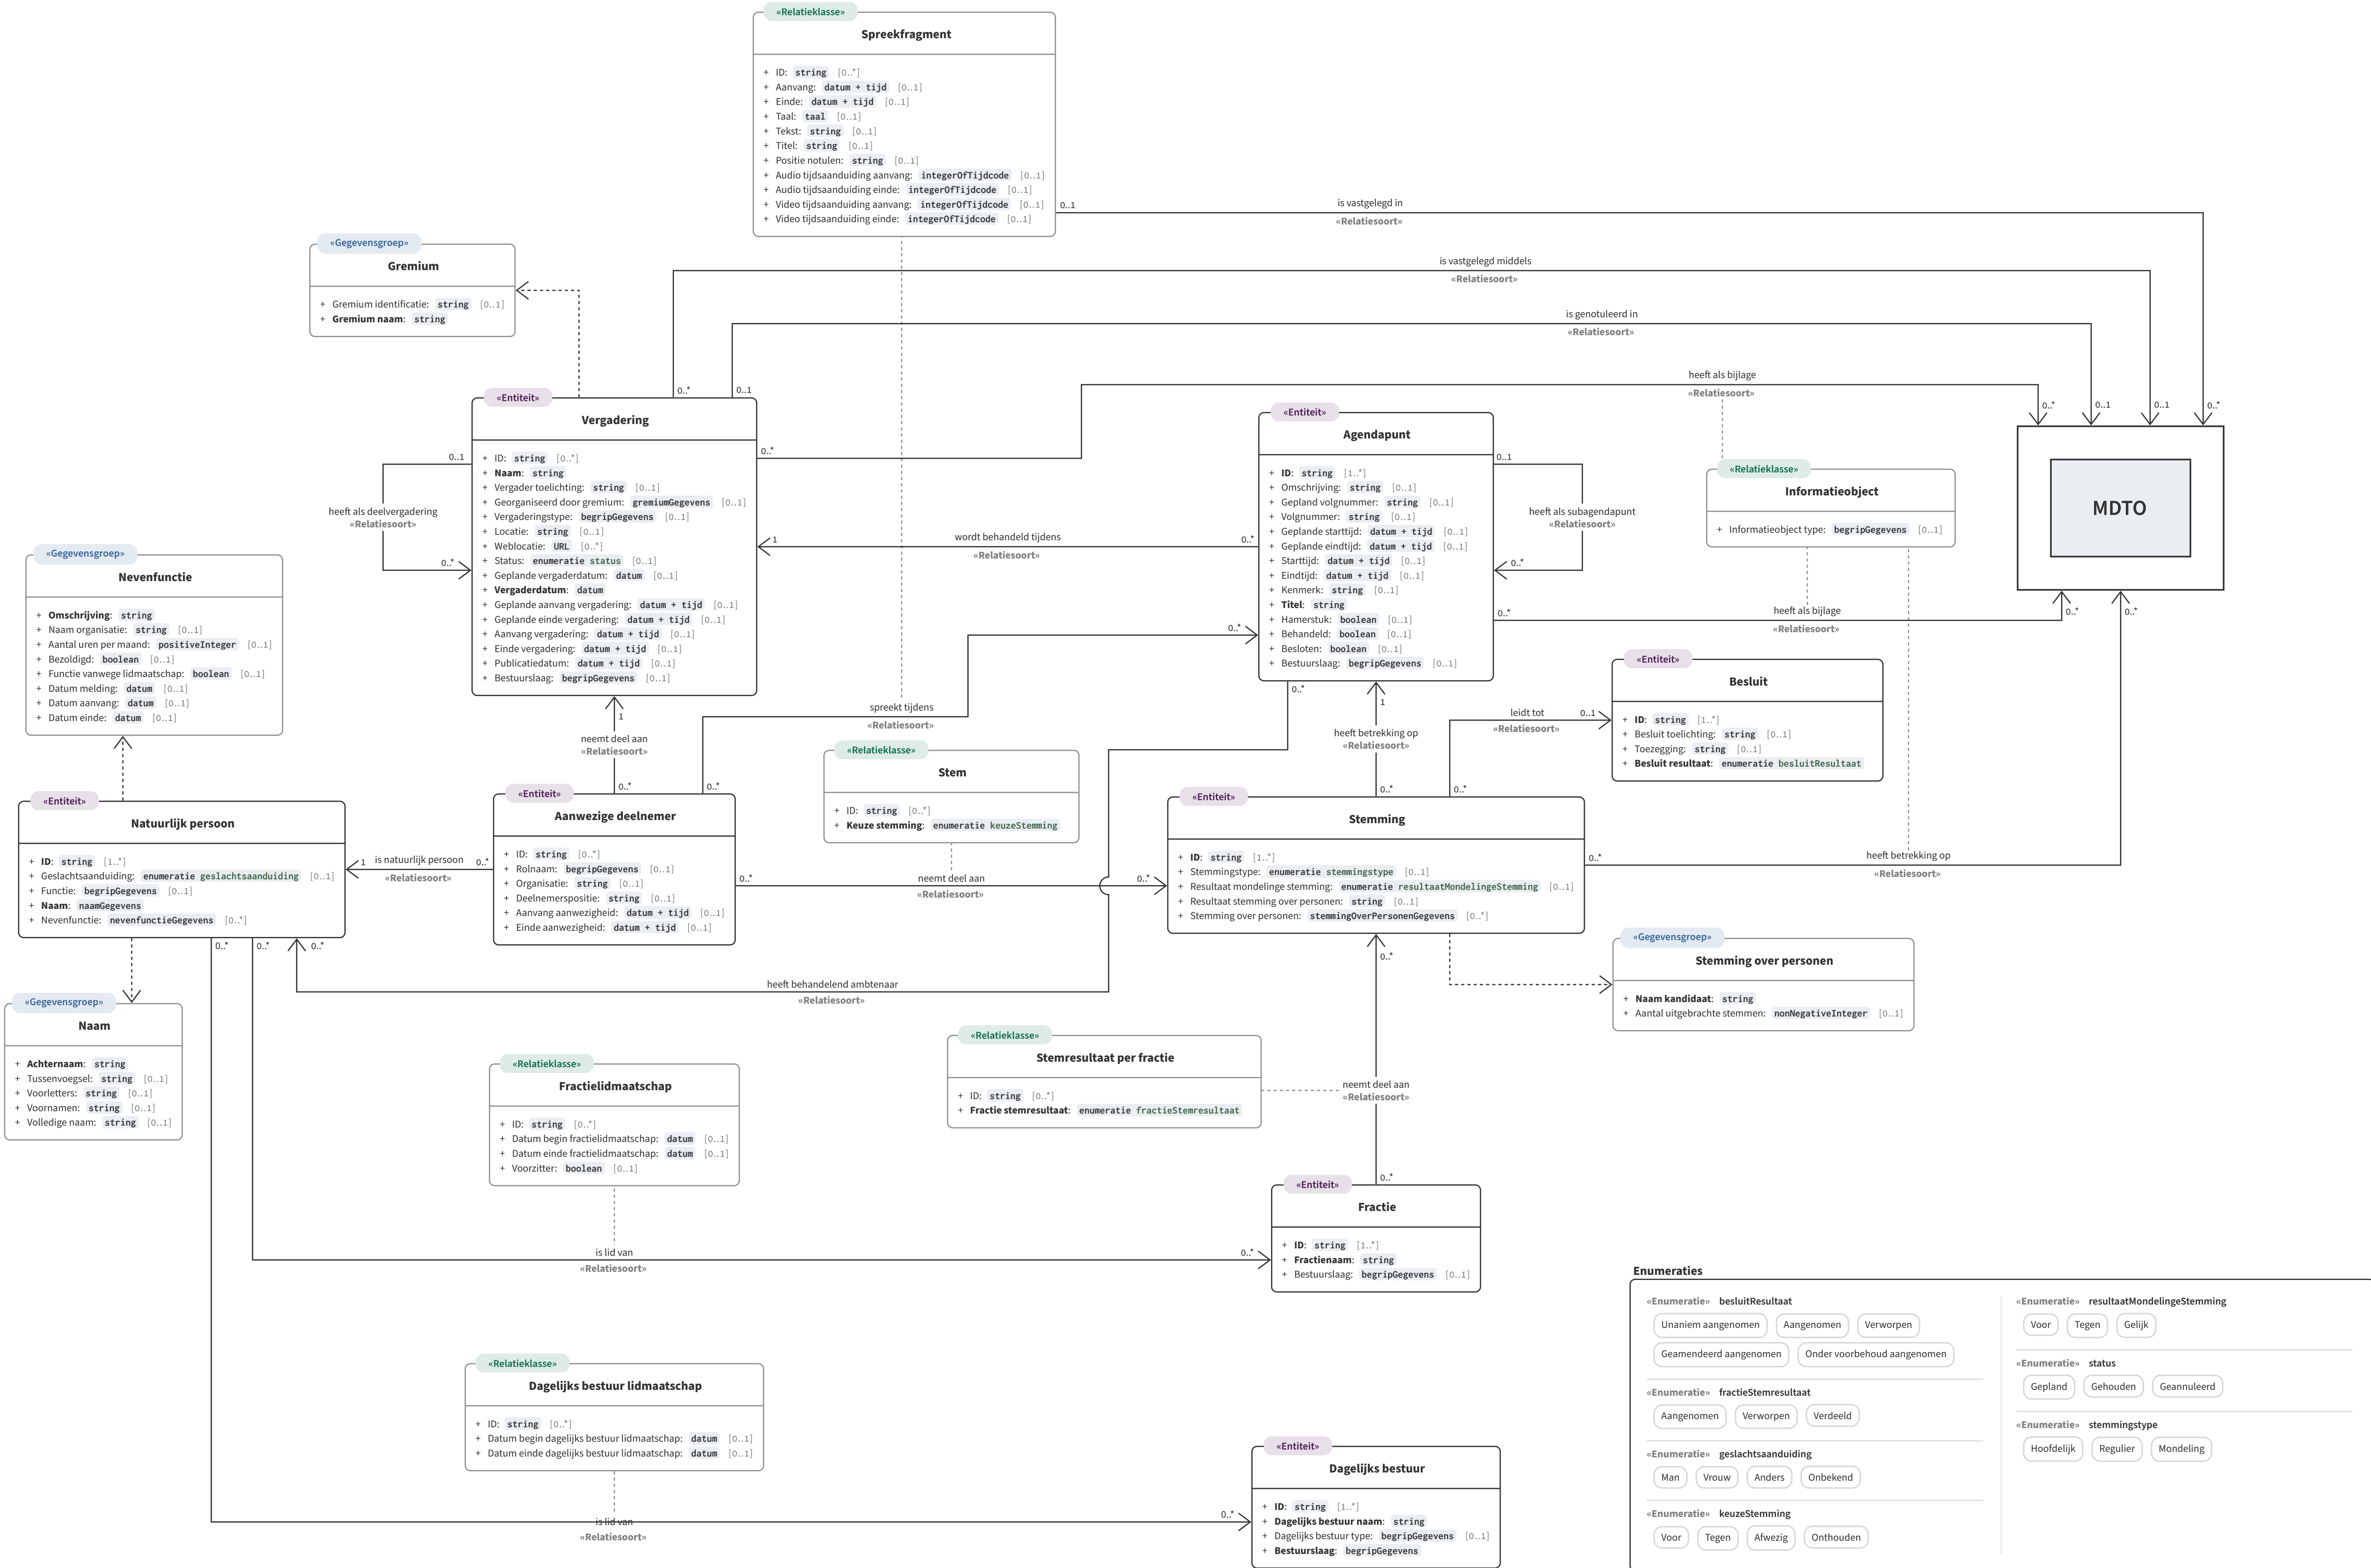 «Relatieklasse»
Spreekfragment
+ ID: string [0..*]
+ Aanvang: datum + tijd [0..1]
+ Einde: datum + tijd [0..1]
+ Taal: taal [0..1]
+ Tekst: string [0..1]
+ Titel: string [0..1]
+ Positie notulen: string [0..1]
+ Audio tijdsaanduiding aanvang: integerOfTijdcode [0..1]
+ Audio tijdsaanduiding einde: integerOfTijdcode [0..1]
+ Video tijdsaanduiding aanvang: integerOfTijdcode [0..1]
+ Video tijdsaanduiding einde: integerOfTijdcode [0..1]
0..1
is vastgelegd in
«Relatiesoort»
«Gegevensgroep»
Gremium
+ Gremium identificatie: string [0..1]
+ Gremium naam: string
is vastgelegd middels
«Relatiesoort»
is genotuleerd in
«Relatiesoort»
heeft als bijlage
«Relatiesoort»
0..* 0..1
0..* 0..1 0..1 0..*
MDTO
0..* 0..*
«Entiteit»
Vergadering
+ ID: string [0..*]
+ Naam: string
+ Vergader toelichting: string [0..1]
+ Georganiseerd door gremium: gremiumGegevens [0..1]
+ Vergaderingstype: begripGegevens [0..1]
+ Locatie: string [0..1]
+ Weblocatie: URL [0..*]
+ Status: enumeratie status [0..1]
+ Geplande vergaderdatum: datum [0..1]
+ Vergaderdatum: datum
+ Geplande aanvang vergadering: datum + tijd [0..1]
+ Geplande einde vergadering: datum + tijd [0..1]
+ Aanvang vergadering: datum + tijd [0..1]
+ Einde vergadering: datum + tijd [0..1]
+ Publicatiedatum: datum + tijd [0..1]
+ Bestuurslaag: begripGegevens [0..1]
0..1
heeft als deelvergadering
«Relatiesoort»
0..*
0..*
1
wordt behandeld tijdens
«Relatiesoort»
0..*
«Entiteit»
Agendapunt
+ ID: string [1..*]
+ Omschrijving: string [0..1]
+ Gepland volgnummer: string [0..1]
+ Volgnummer: string [0..1]
+ Geplande starttijd: datum + tijd [0..1]
+ Geplande eindtijd: datum + tijd [0..1]
+ Starttijd: datum + tijd [0..1]
+ Eindtijd: datum + tijd [0..1]
+ Kenmerk: string [0..1]
+ Titel: string
+ Hamerstuk: boolean [0..1]
+ Behandeld: boolean [0..1]
+ Besloten: boolean [0..1]
+ Bestuurslaag: begripGegevens [0..1]
0..1
heeft als subagendapunt
«Relatiesoort»
0..*
0..*
heeft als bijlage
«Relatiesoort»
«Relatieklasse»
Informatieobject
+ Informatieobject type: begripGegevens [0..1]
«Gegevensgroep»
Nevenfunctie
+ Omschrijving: string
+ Naam organisatie: string [0..1]
+ Aantal uren per maand: positiveInteger [0..1]
+ Bezoldigd: boolean [0..1]
+ Functie vanwege lidmaatschap: boolean [0..1]
+ Datum melding: datum [0..1]
+ Datum aanvang: datum [0..1]
+ Datum einde: datum [0..1]
1
neemt deel aan
«Relatiesoort»
0..* 0..*
spreekt tijdens
«Relatiesoort»
0..*
0..*
1
heeft betrekking op
«Relatiesoort»
0..*
leidt tot
«Relatiesoort»
0..1
0..*
«Entiteit»
Besluit
+ ID: string [1..*]
+ Besluit toelichting: string [0..1]
+ Toezegging: string [0..1]
+ Besluit resultaat: enumeratie besluitResultaat
«Relatieklasse»
Stem
+ ID: string [0..*]
+ Keuze stemming: enumeratie keuzeStemming
«Entiteit»
Natuurlijk persoon
+ ID: string [1..*]
+ Geslachtsaanduiding: enumeratie geslachtsaanduiding [0..1]
+ Functie: begripGegevens [0..1]
+ Naam: naamGegevens
+ Nevenfunctie: nevenfunctieGegevens [0..*]
0..* 0..* 0..*
1
is natuurlijk persoon
«Relatiesoort»
0..*
«Entiteit»
Aanwezige deelnemer
+ ID: string [0..*]
+ Rolnaam: begripGegevens [0..1]
+ Organisatie: string [0..1]
+ Deelnemerspositie: string [0..1]
+ Aanvang aanwezigheid: datum + tijd [0..1]
+ Einde aanwezigheid: datum + tijd [0..1]
0..*
neemt deel aan
«Relatiesoort»
0..*
«Entiteit»
Stemming
+ ID: string [1..*]
+ Stemmingstype: enumeratie stemmingstype [0..1]
+ Resultaat mondelinge stemming: enumeratie resultaatMondelingeStemming [0..1]
+ Resultaat stemming over personen: string [0..1]
+ Stemming over personen: stemmingOverPersonenGegevens [0..*]
0..*
heeft betrekking op
«Relatiesoort»
0..*
«Gegevensgroep»
Stemming over personen
+ Naam kandidaat: string
+ Aantal uitgebrachte stemmen: nonNegativeInteger [0..1]
heeft behandelend ambtenaar
«Relatiesoort»
«Gegevensgroep»
Naam
+ Achternaam: string
+ Tussenvoegsel: string [0..1]
+ Voorletters: string [0..1]
+ Voornamen: string [0..1]
+ Volledige naam: string [0..1]
«Relatieklasse»
Stemresultaat per fractie
+ ID: string [0..*]
+ Fractie stemresultaat: enumeratie fractieStemresultaat
neemt deel aan
«Relatiesoort»
0..*
«Relatieklasse»
Fractielidmaatschap
+ ID: string [0..*]
+ Datum begin fractielidmaatschap: datum [0..1]
+ Datum einde fractielidmaatschap: datum [0..1]
+ Voorzitter: boolean [0..1]
is lid van
«Relatiesoort»
0..*
«Entiteit»
Fractie
+ ID: string [1..*]
+ Fractienaam: string
+ Bestuurslaag: begripGegevens [0..1]
«Relatieklasse»
Dagelijks bestuur lidmaatschap
+ ID: string [0..*]
+ Datum begin dagelijks bestuur lidmaatschap: datum [0..1]
+ Datum einde dagelijks bestuur lidmaatschap: datum [0..1]
is lid van
«Relatiesoort»
0..*
«Entiteit»
Dagelijks bestuur
+ ID: string [1..*]
+ Dagelijks bestuur naam: string
+ Dagelijks bestuur type: begripGegevens [0..1]
+ Bestuurslaag: begripGegevens
Enumeraties
«Enumeratie» besluitResultaat
Unaniem aangenomen Aangenomen Verworpen
Geamendeerd aangenomen Onder voorbehoud aangenomen
«Enumeratie» fractieStemresultaat
Aangenomen Verworpen Verdeeld
«Enumeratie» geslachtsaanduiding
Man Vrouw Anders Onbekend
«Enumeratie» keuzeStemming
Voor Tegen Afwezig Onthouden
«Enumeratie» resultaatMondelingeStemming
Voor Tegen Gelijk
«Enumeratie» status
Gepland Gehouden Geannuleerd
«Enumeratie» stemmingstype
Hoofdelijk Regulier Mondeling